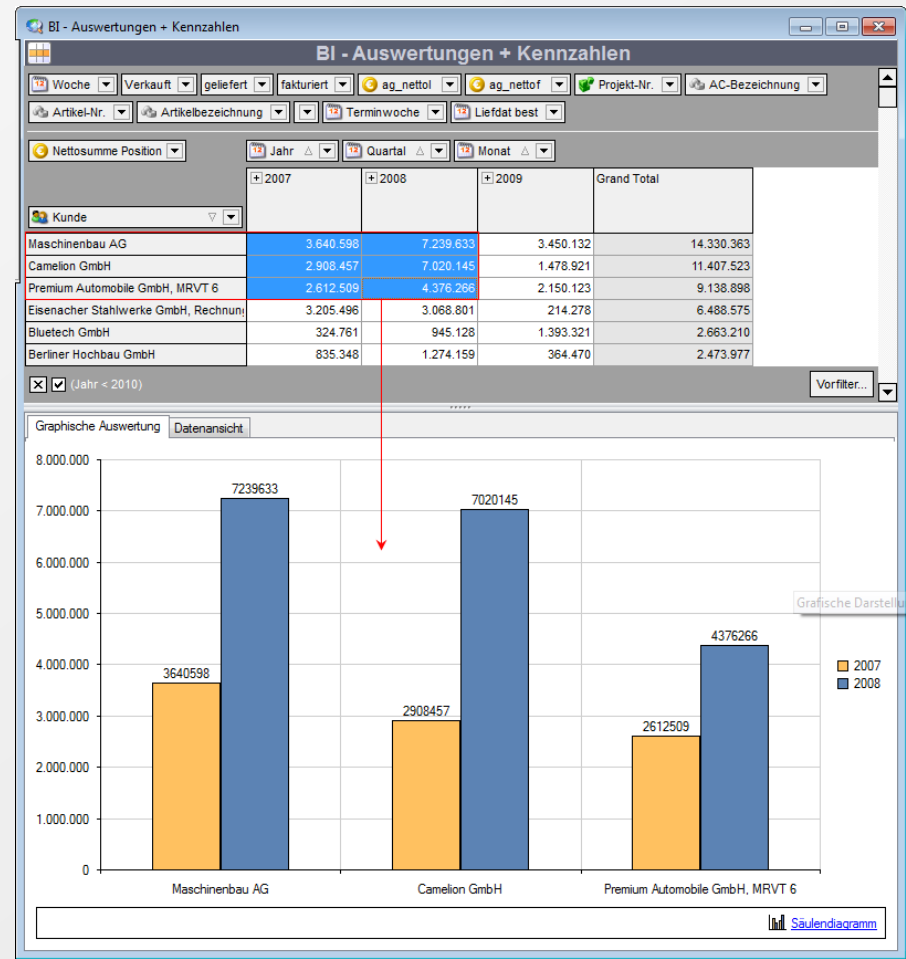 BI - Auswertungen + Kennzahlen
BI - Auswertungen + Kennzahlen
Woche Verkauft geliefert fakturiert ag_nettol ag_nettof Projekt-Nr. AC-Bezeichnung
Artikel-Nr. Artikelbezeichnung Terminwoche Liefdat best
Nettosumme Position Jahr Quartal Monat
2007 2008 2009 Grand Total
Kunde
Maschinenbau AG 3.640.598 7.239.633 3.450.132 14.330.363
Camelion GmbH 2.908.457 7.020.145 1.478.921 11.407.523
Premium Automobile GmbH, MRVT 6 2.612.509 4.376.266 2.150.123 9.138.898
Eisenacher Stahlwerke GmbH, Rechnung 3.205.496 3.068.801 214.278 6.488.575
Bluetech GmbH 324.761 945.128 1.393.321 2.663.210
Berliner Hochbau GmbH 835.348 1.274.159 364.470 2.473.977
(Jahr < 2010) Vorfilter...
Graphische Auswertung Datenansicht
8.000.000
7239633
7020145
7.000.000
6.000.000
5.000.000
Grafische Darstellu
4376266
4.000.000
3640598
2007
2008
2908457
3.000.000
2612509
2.000.000
1.000.000
0
Maschinenbau AG Camelion GmbH Premium Automobile GmbH, MRVT 6
Säulendiagramm